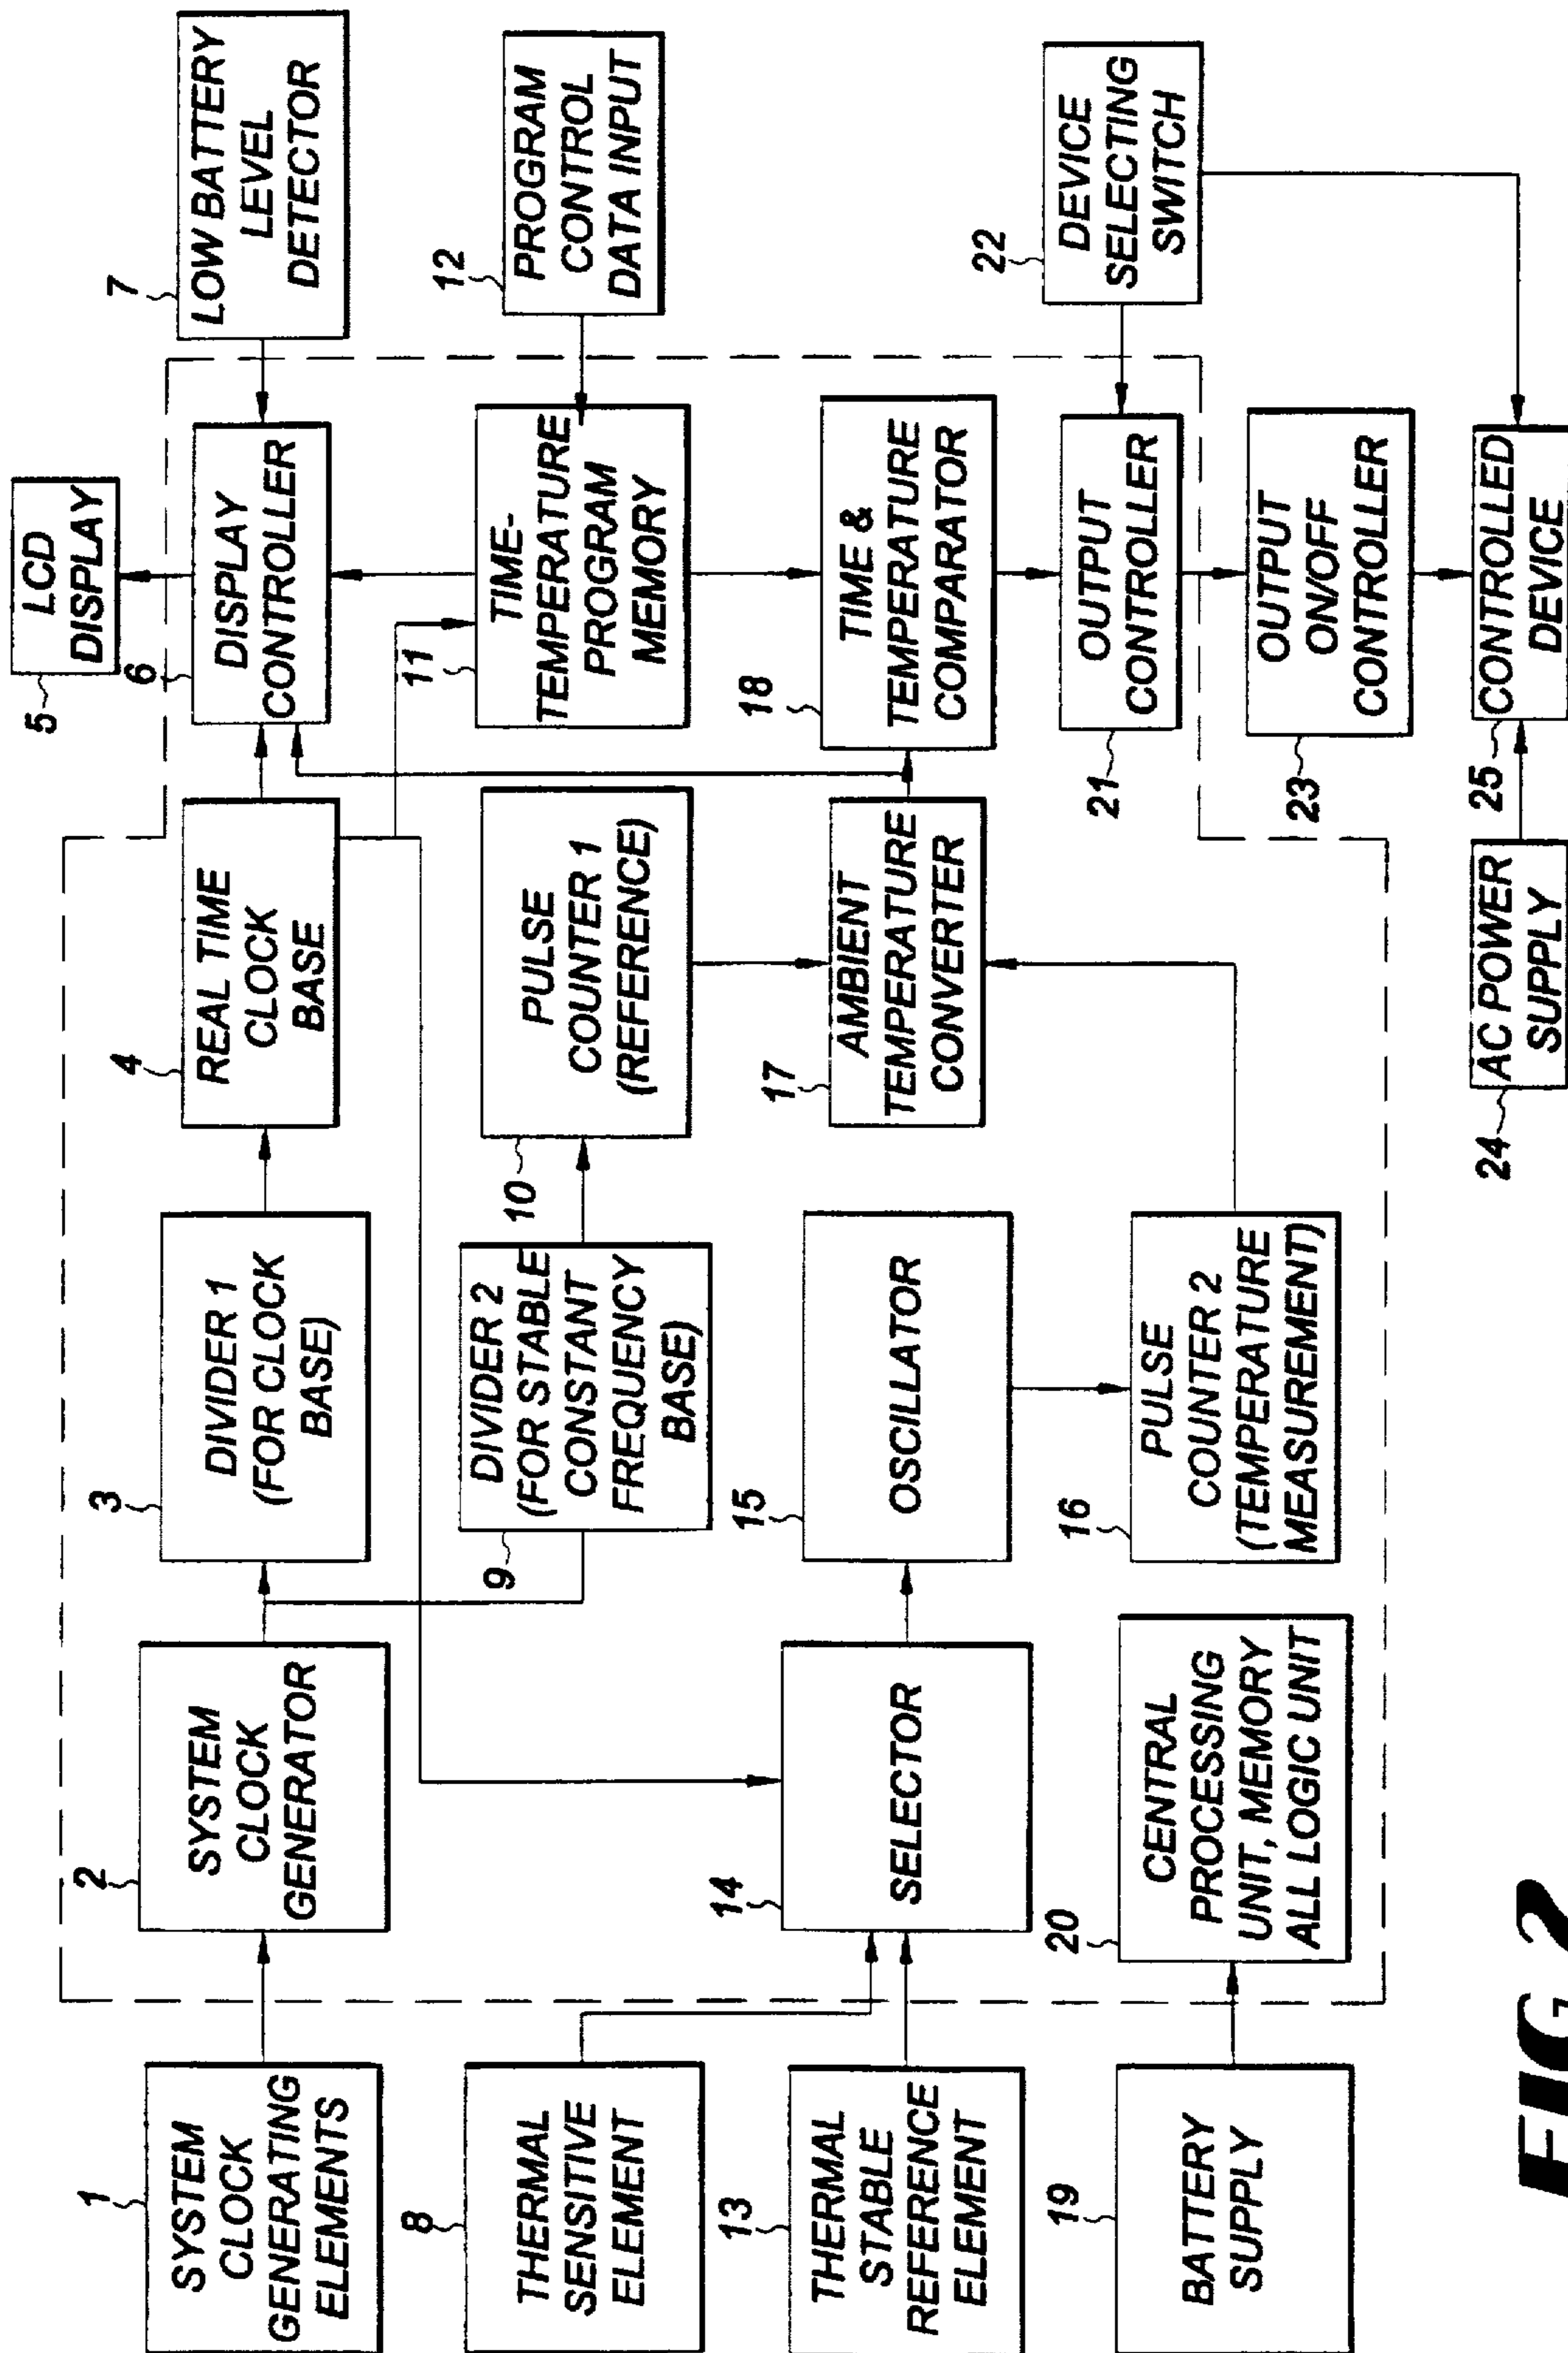 1
SYSTEM
CLOCK
GENERATING
ELEMENTS
2
SYSTEM
CLOCK
GENERATOR
3
DIVIDER 1
(FOR CLOCK
BASE)
4
REAL TIME
CLOCK
BASE
5
LCD
DISPLAY
6
DISPLAY
CONTROLLER
7
LOW BATTERY
LEVEL
DETECTOR
8
THERMAL
SENSITIVE
ELEMENT
9
DIVIDER 2
(FOR STABLE
CONSTANT
FREQUENCY
BASE)
10
PULSE
COUNTER 1
(REFERENCE)
11
TIME-
TEMPERATURE
PROGRAM
MEMORY
12
PROGRAM
CONTROL
DATA INPUT
13
THERMAL
STABLE
REFERENCE
ELEMENT
14
SELECTOR
15
OSCILLATOR
16
PULSE
COUNTER 2
(TEMPERATURE
MEASUREMENT)
17
AMBIENT
TEMPERATURE
CONVERTER
18
TIME &
TEMPERATURE
COMPARATOR
19
BATTERY
SUPPLY
20
CENTRAL
PROCESSING
UNIT, MEMORY
ALL LOGIC UNIT
21
OUTPUT
CONTROLLER
22
DEVICE
SELECTING
SWITCH
23
OUTPUT
ON/OFF
CONTROLLER
24
AC POWER
SUPPLY
25
CONTROLLED
DEVICE
FIG 2